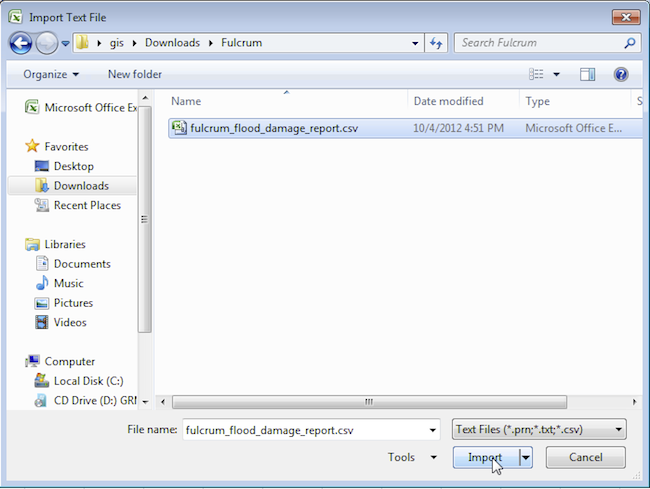 Import Text File
gis Downloads Fulcrum
Search Fulcrum
Organize New folder
Microsoft Office Ex
Favorites
Desktop
Downloads
Recent Places
Libraries
Documents
Music
Pictures
Videos
Computer
Local Disk (C:)
CD Drive (D:) GRM
Name Date modified Type S
fulcrum_flood_damage_report.csv 10/4/2012 4:51 PM Microsoft Office E...
File name: fulcrum_flood_damage_report.csv Text Files (*.prn;*.txt;*.csv)
Tools Import Cancel